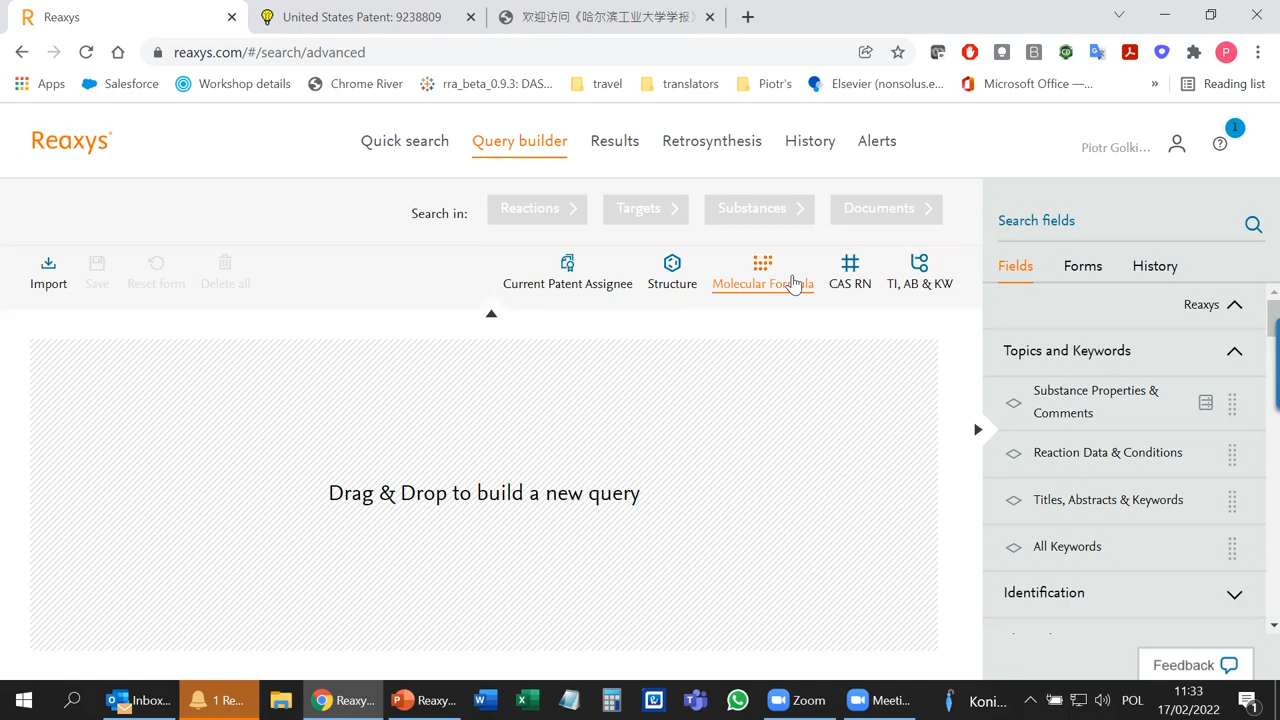 Reaxys
United States Patent: 9238809
欢迎访问《哈尔滨工业大学学报》
reaxys.com/#/search/advanced
P
Apps
Salesforce
Workshop details
Chrome River
rra_beta_0.9.3: DAS...
travel
translators
Piotr's
Elsevier (nonsolus.e...
Microsoft Office —...
»
Reading list
Reaxys
Quick search
Query builder
Results
Retrosynthesis
History
Alerts
Piotr Golki...
1
Search in:
Reactions
Targets
Substances
Documents
Search fields
Import
Save
Reset form
Delete all
Current Patent Assignee
Structure
Molecular Formula
CAS RN
TI, AB & KW
Fields
Forms
History
Reaxys
Topics and Keywords
Substance Properties &
Comments
Reaction Data & Conditions
Titles, Abstracts & Keywords
All Keywords
Identification
Drag & Drop to build a new query
Feedback
Inbox...
1 Re...
Reaxy...
Reaxy...
Zoom
Meeti...
Koni...
POL
11:33
17/02/2022
1